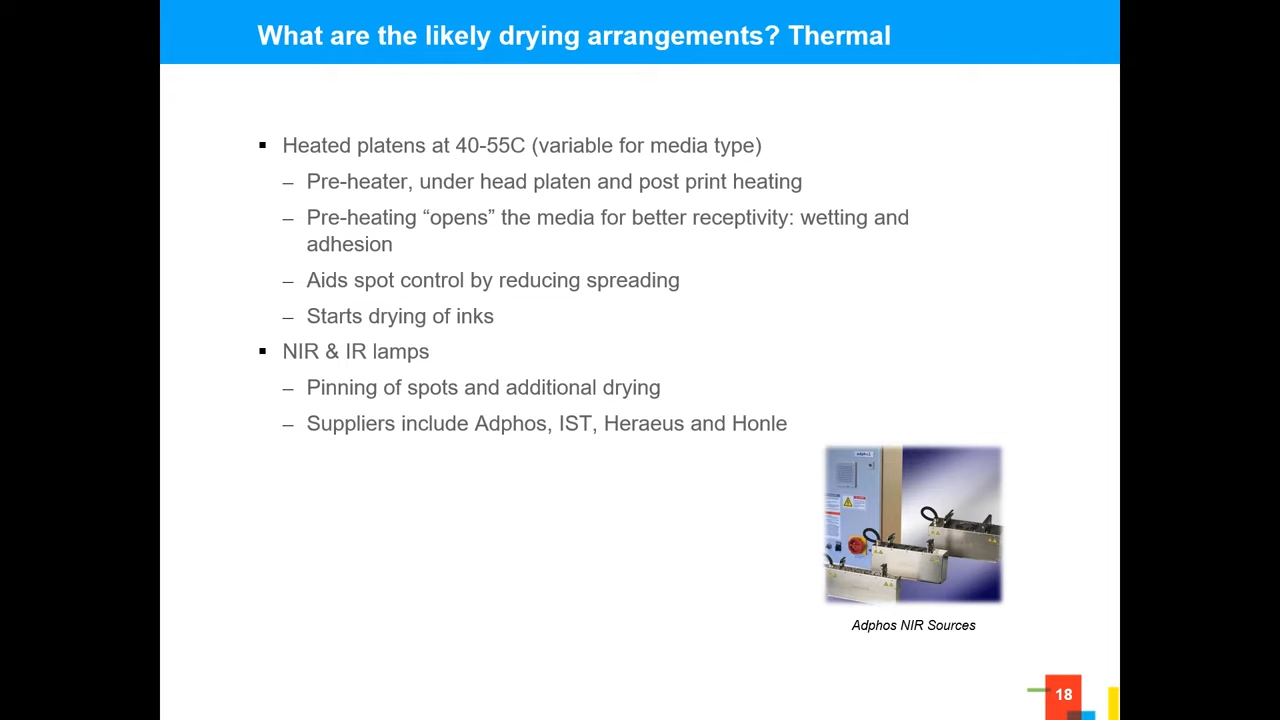 What are the likely drying arrangements? Thermal
▪ Heated platens at 40-55C (variable for media type)
– Pre-heater, under head platen and post print heating
– Pre-heating “opens” the media for better receptivity: wetting and
adhesion
– Aids spot control by reducing spreading
– Starts drying of inks
▪ NIR & IR lamps
– Pinning of spots and additional drying
– Suppliers include Adphos, IST, Heraeus and Honle
Adphos NIR Sources
18